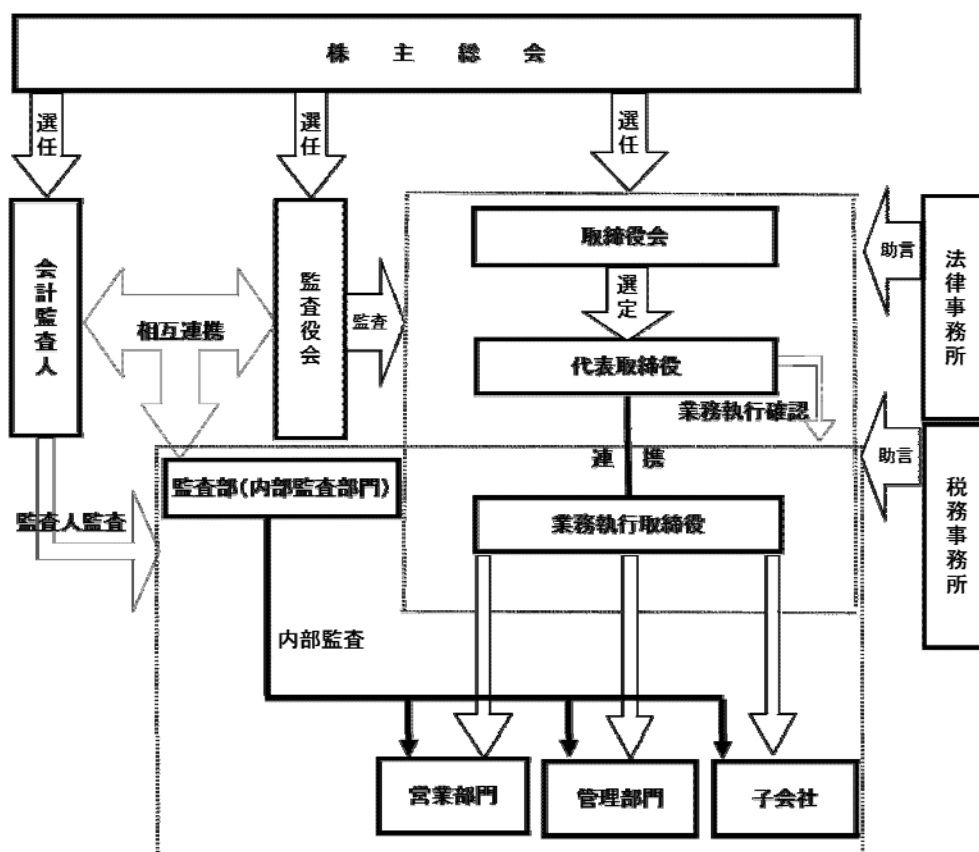 株主総会
選任
選任
選任
会計監査人
相互連携
監査役会
監査
取締役会
選定
代表取締役
業務執行確認
助言
法律事務所
助言
税務事務所
連携
監査部(内部監査部門)
業務執行取締役
監査人監査
内部監査
営業部門
管理部門
子会社